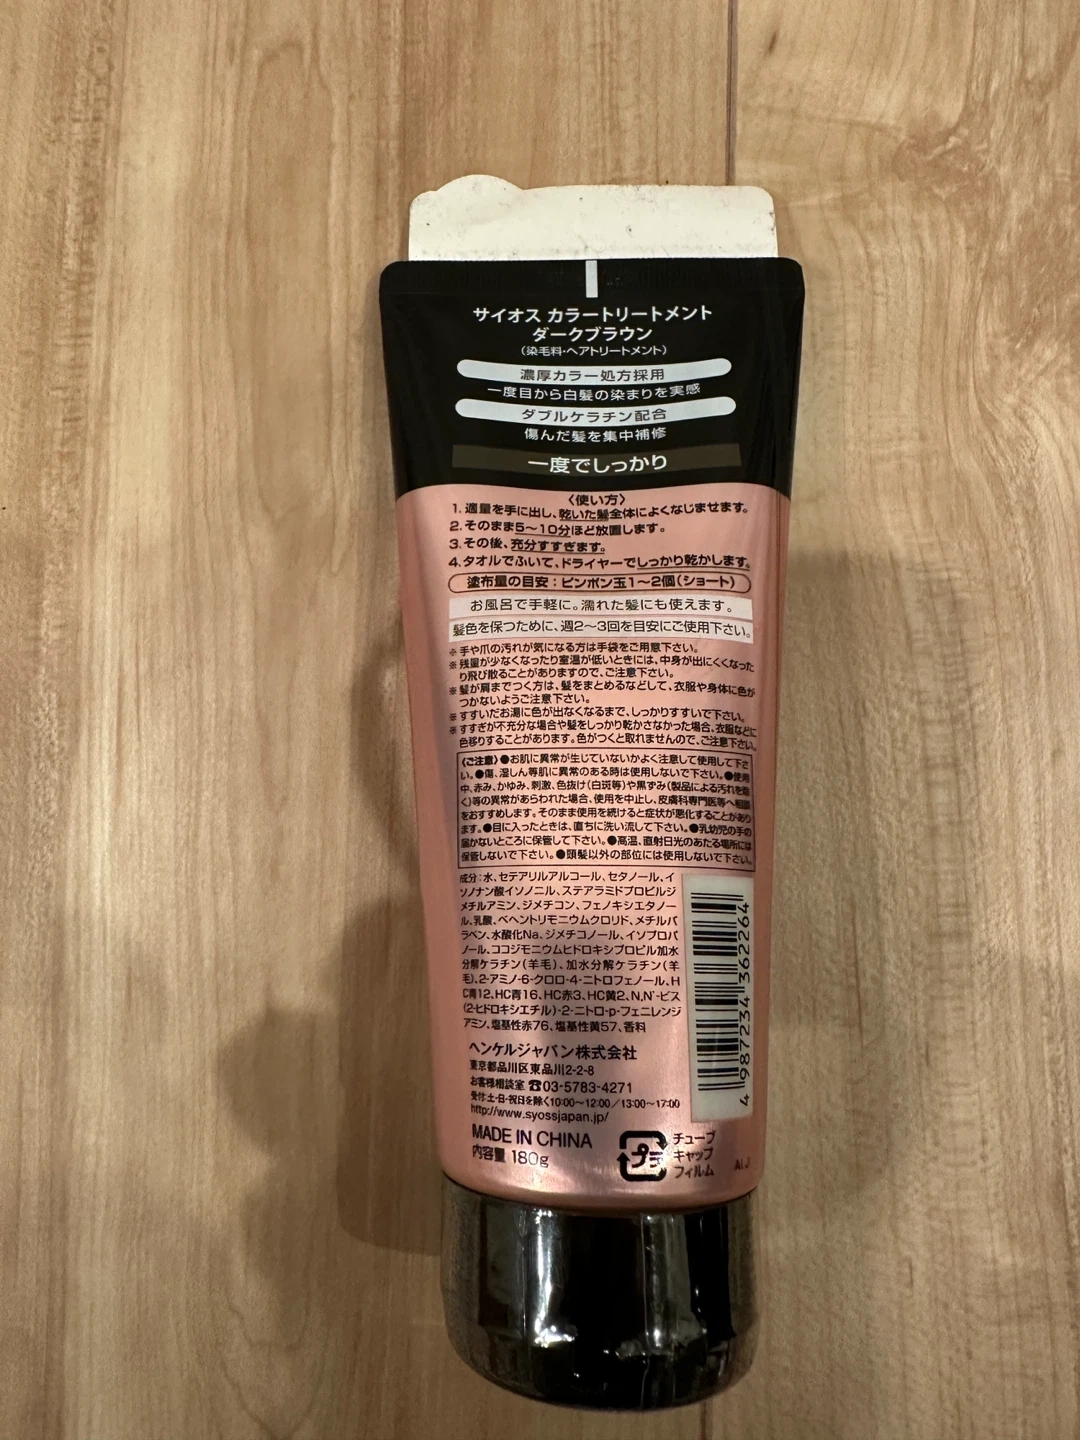 サイオス カラートリートメント
ダークブラウン
(染毛料・ヘアトリートメント)
濃厚カラー処方採用
一度目から白髪の染まりを実感
ダブルケラチン配合
傷んだ髪を集中補修
一度でしっかり
〈使い方〉
1. 適量を手に出し、乾いた髪全体によくなじませます。
2. そのまま5～10分ほど放置します。
3. その後、充分すすぎます。
4. タオルでふいて、ドライヤーでしっかり乾かします。
塗布量の目安：ピンポン玉1～2個(ショート)
お風呂で手軽に。濡れた髪にも使えます。
髪色を保つために、週2～3回を目安にご使用下さい。
※ 手や爪の汚れが気になる方は手袋をご用意下さい。
※ 残量が少なくなったり室温が低いときには、中身が出にくくなった
り飛び散ることがありますので、ご注意下さい。
※ 髪が肩までつく方は、髪をまとめるなどして、衣服や身体に色が
つかないようご注意下さい。
※ すすいだお湯に色が出なくなるまで、しっかりすすいで下さい。
※ すすぎが不充分な場合や髪をしっかり乾かさなかった場合、衣服などに
色移りすることがあります。色がつくと取れませんので、ご注意下さい。
〈ご注意〉●お肌に異常が生じていないかよく注意して使用して下さ
い。●傷、湿しん等肌に異常のある時は使用しないで下さい。●使用
中、赤み、かゆみ、刺激、色抜け(白斑等)や黒ずみ(製品による汚れを除
く)等の異常があらわれた場合、使用を中止し、皮膚科専門医等へ相談
をおすすめします。そのまま使用を続けると症状が悪化することがあり
ます。●目に入ったときは、直ちに洗い流して下さい。●乳幼児の手の
届かないところに保管して下さい。●高温、直射日光のあたる場所には
保管しないで下さい。●頭髪以外の部位には使用しないで下さい。
成分：水、セテアリルアルコール、セタノール、イ
ソノナン酸イソノニル、ステアラミドプロピルジ
メチルアミン、ジメチコン、フェノキシエタノー
ル、乳酸、ベヘントリモニウムクロリド、メチルパ
ラベン、水酸化Na、ジメチコノール、イソプロパ
ノール、ココジモニウムヒドロキシプロピル加水
分解ケラチン(羊毛)、加水分解ケラチン(羊
毛)、2-アミノ-6-クロロ-4-ニトロフェノール、H
C青12、HC青16、HC赤3、HC黄2、N,N'-ビス
(2-ヒドロキシエチル)-2-ニトロ-p-フェニレンジ
アミン、塩基性赤76、塩基性黄57、香料
4 987234 362264
ヘンケルジャパン株式会社
東京都品川区東品川2-2-8
お客様相談室 ☎03-5783-4271
受付:土・日・祝日を除く10:00～12:00／13:00～17:00
http://www.syossjapan.jp/
MADE IN CHINA
内容量 180g
プラ
チューブ
キャップ
フィルム